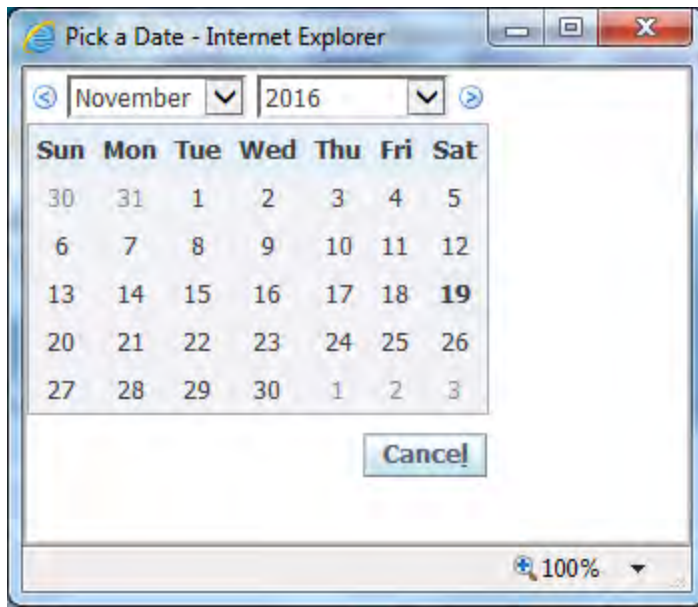 Pick a Date - Internet Explorer
November 2016
Sun Mon Tue Wed Thu Fri Sat
30 31 1 2 3 4 5
6 7 8 9 10 11 12
13 14 15 16 17 18 19
20 21 22 23 24 25 26
27 28 29 30 1 2 3
Cancel
100%